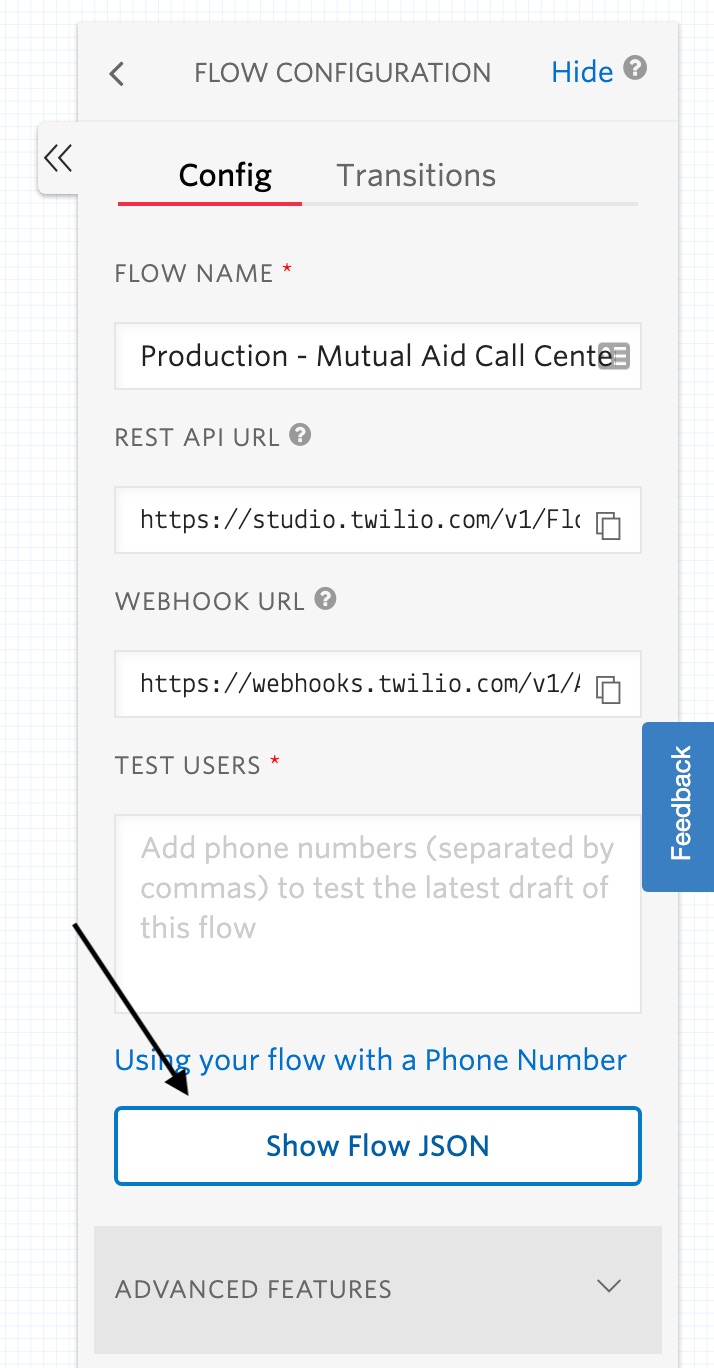 FLOW CONFIGURATION Hide ?
Config Transitions
FLOW NAME *
Production - Mutual Aid Call Cente
REST API URL ?
https://studio.twilio.com/v1/Flo
WEBHOOK URL ?
https://webhooks.twilio.com/v1/A
TEST USERS *
Feedback
Add phone numbers (separated by
commas) to test the latest draft of
this flow
Using your flow with a Phone Number
Show Flow JSON
ADVANCED FEATURES